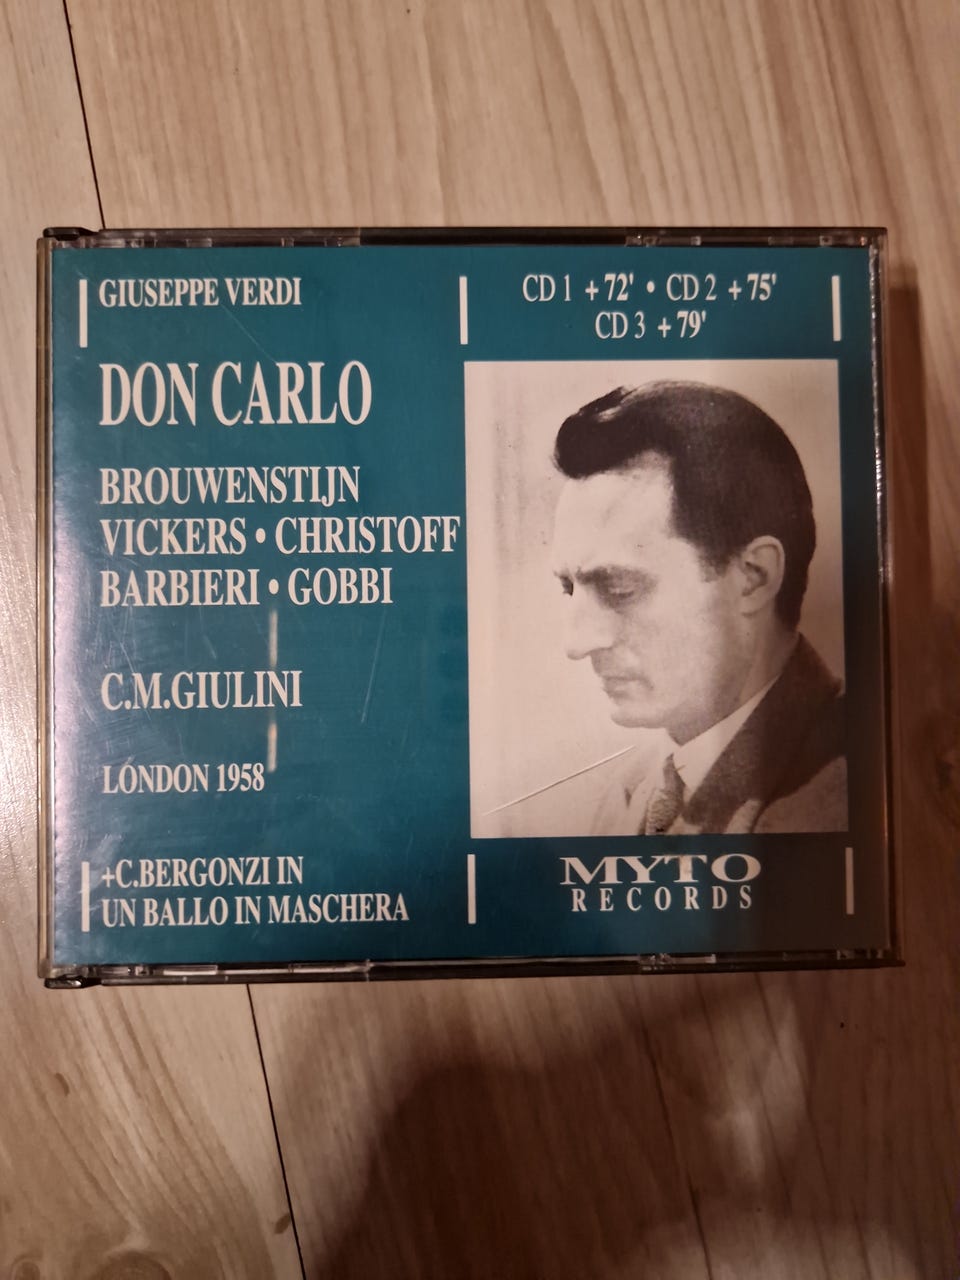 GIUSEPPE VERDI
CD 1 +72' • CD 2 +75'
CD 3 +79'
DON CARLO
BROUWENSTIJN
VICKERS • CHRISTOFF
BARBIERI • GOBBI
C.M.GIULINI
LONDON 1958
+C.BERGONZI IN
UN BALLO IN MASCHERA
MYTO
RECORDS